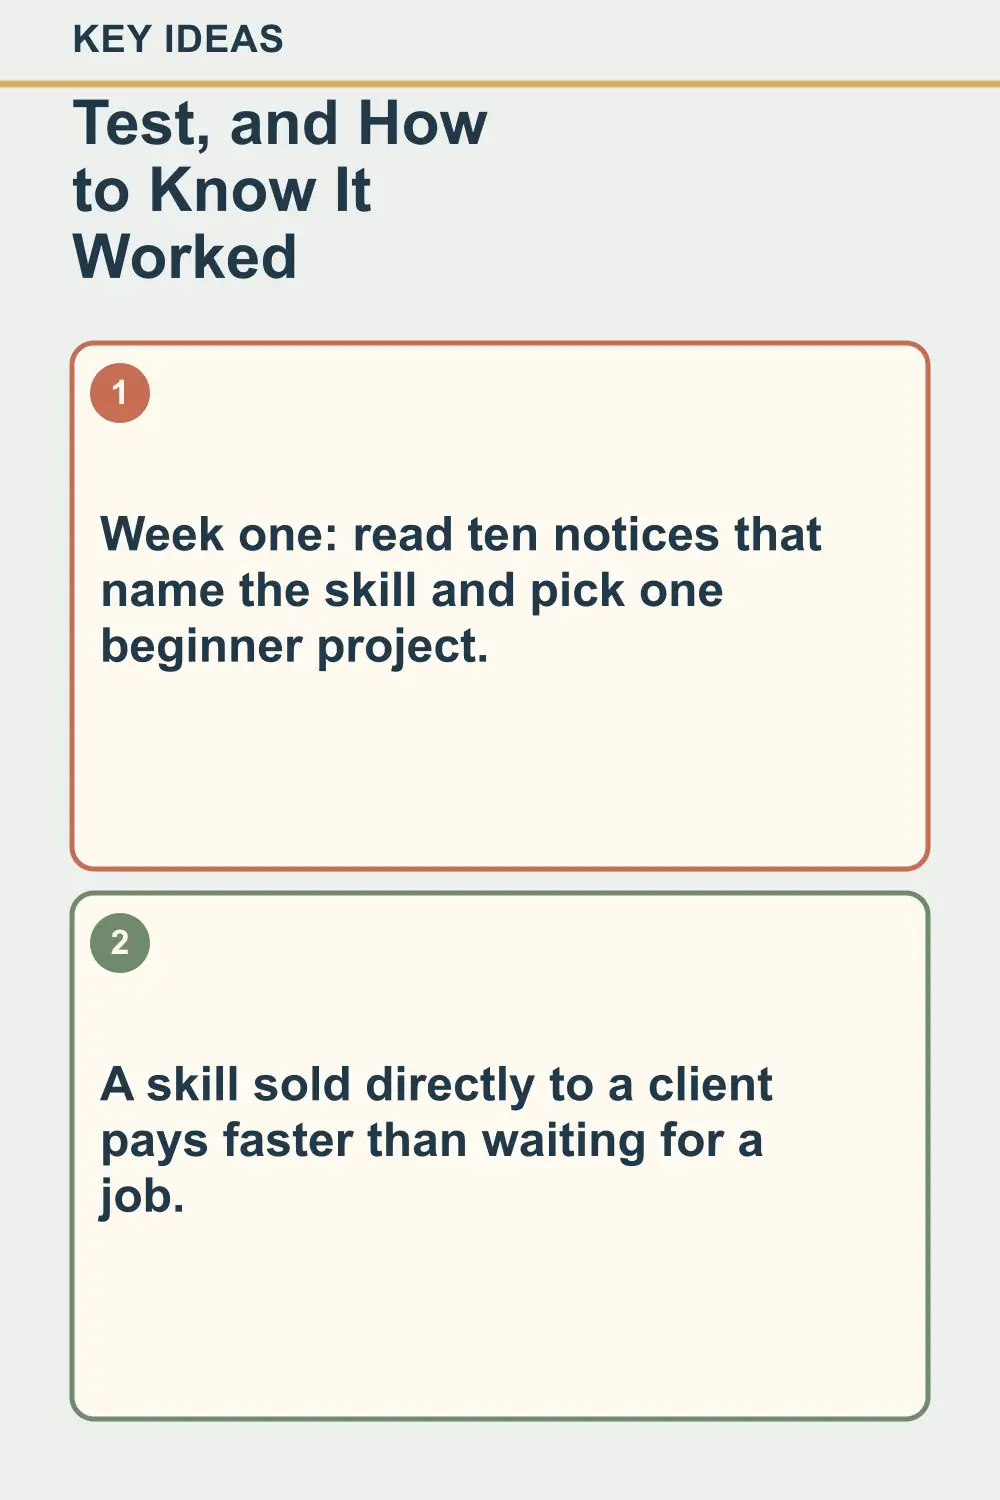 KEY IDEAS
Test, and How
to Know It
Worked
1
Week one: read ten notices that
name the skill and pick one
beginner project.
2
A skill sold directly to a client
pays faster than waiting for a
job.